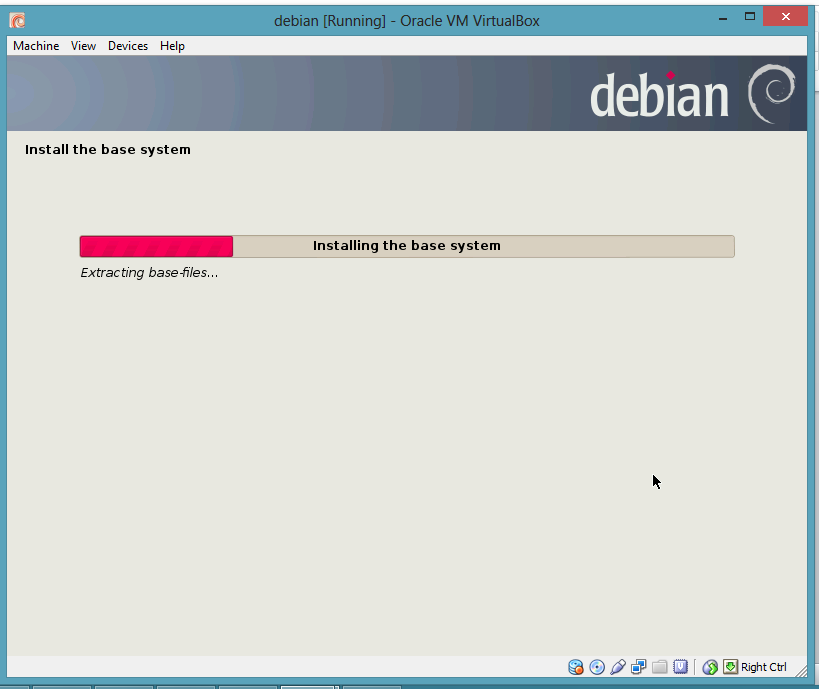 debian [Running] - Oracle VM VirtualBox
Machine View Devices Help
debian
Install the base system
Installing the base system
Extracting base-files...
Right Ctrl